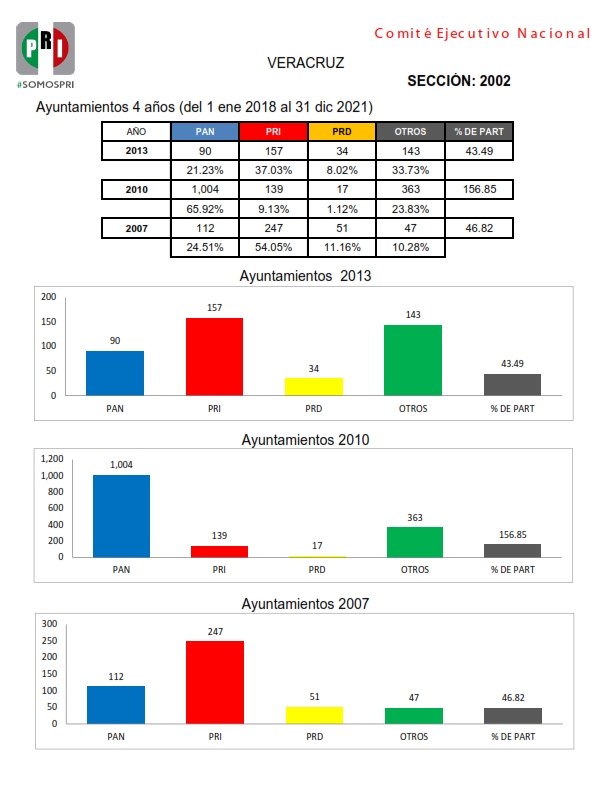 Comité Ejecutivo Nacional
PRI
#SOMOSPRI
VERACRUZ
SECCIÓN: 2002
Ayuntamientos 4 años (del 1 ene 2018 al 31 dic 2021)
AÑO PAN PRI PRD OTROS % DE PART
2013 90 157 34 143 43.49
21.23% 37.03% 8.02% 33.73%
2010 1,004 139 17 363 156.85
65.92% 9.13% 1.12% 23.83%
2007 112 247 51 47 46.82
24.51% 54.05% 11.16% 10.28%
Ayuntamientos 2013
200
150
100
50
0
90 157 34 143 43.49
PAN PRI PRD OTROS % DE PART
Ayuntamientos 2010
1,200
1,000
800
600
400
200
0
1,004 139 17 363 156.85
PAN PRI PRD OTROS % DE PART
Ayuntamientos 2007
300
250
200
150
100
50
0
112 247 51 47 46.82
PAN PRI PRD OTROS % DE PART